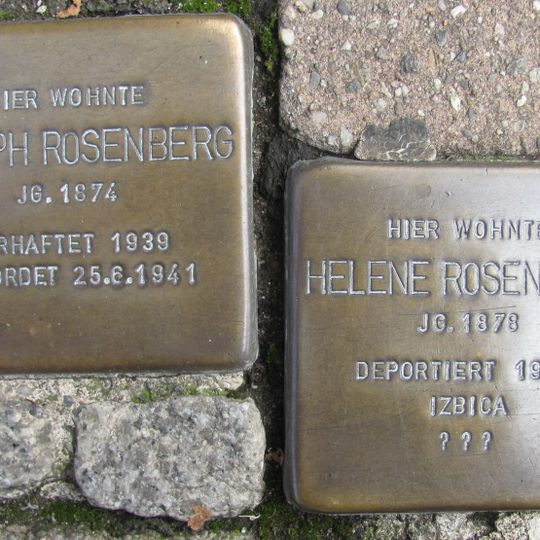 IER WOHNTE
PH ROSENBERG
JG. 1874
RHAFTET 1939
RDET 25.6.1941
HIER WOHNTE
HELENE ROSEN
JG. 1878
DEPORTIERT 19
IZBICA
? ? ?